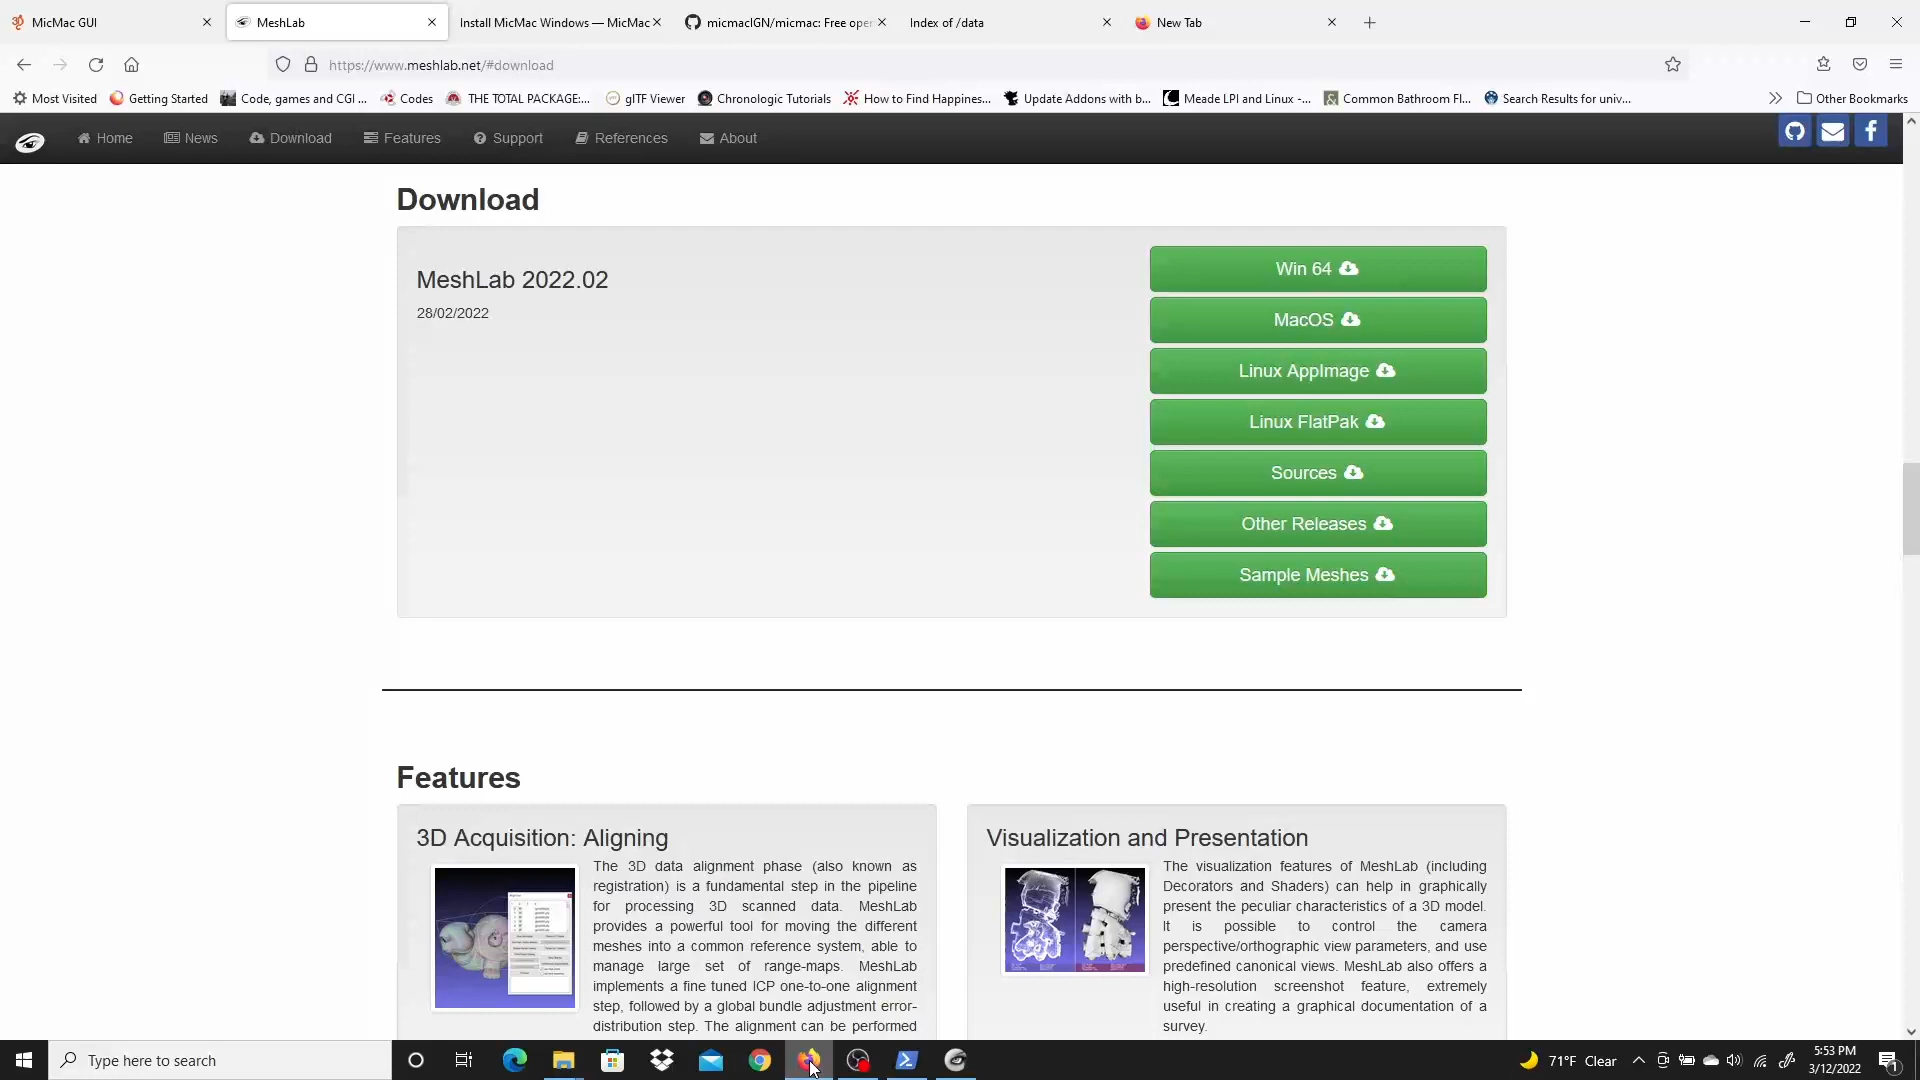 MicMac GUI
MeshLab
Install MicMac Windows — MicMac
micmacIGN/micmac: Free ope
Index of /data
New Tab
https://www.meshlab.net/#download
Most Visited
Getting Started
Code, games and CGI ...
Codes
THE TOTAL PACKAGE:...
glTF Viewer
Chronologic Tutorials
How to Find Happines...
Update Addons with b...
Meade LPI and Linux -...
Common Bathroom Fl...
Search Results for univ...
Other Bookmarks
Home
News
Download
Features
Support
References
About
Download
MeshLab 2022.02
28/02/2022
Win 64
MacOS
Linux AppImage
Linux FlatPak
Sources
Other Releases
Sample Meshes
Features
3D Acquisition: Aligning
The 3D data alignment phase (also known as
registration) is a fundamental step in the pipeline
for processing 3D scanned data. MeshLab
provides a powerful tool for moving the different
meshes into a common reference system, able to
manage large set of range-maps. MeshLab
implements a fine tuned ICP one-to-one alignment
step, followed by a global bundle adjustment error-
distribution step. The alignment can be performed
Visualization and Presentation
The visualization features of MeshLab (including
Decorators and Shaders) can help in graphically
present the peculiar characteristics of a 3D model.
It is possible to control the camera
perspective/orthographic view parameters, and use
predefined canonical views. MeshLab also offers a
high-resolution screenshot feature, extremely
useful in creating a graphical documentation of a
survey.
Type here to search
71°F Clear
5:53 PM
3/12/2022
1